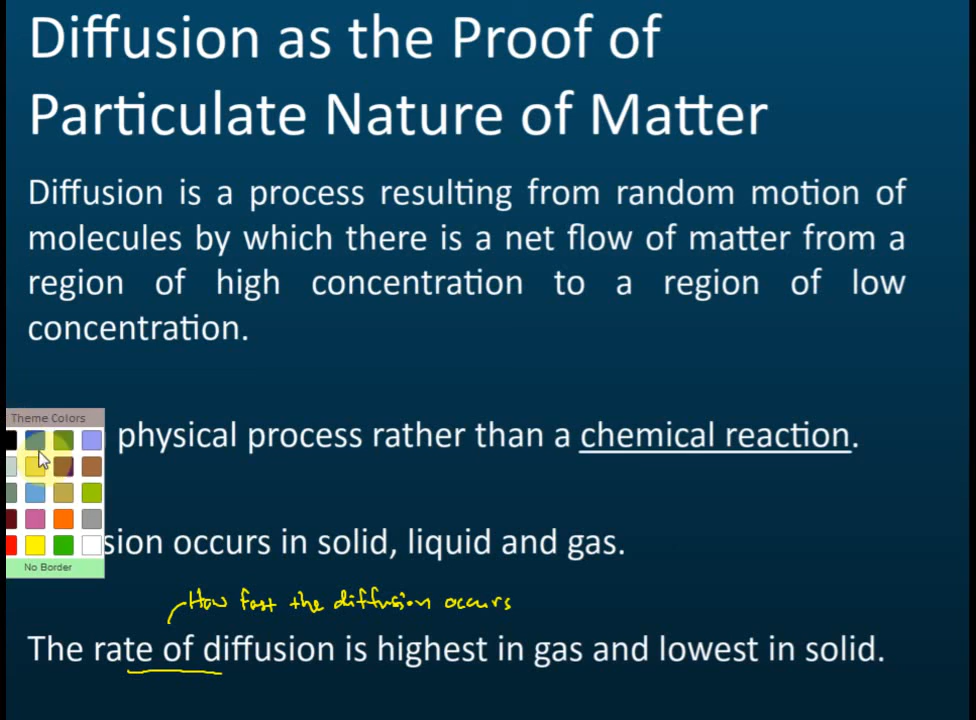 Diffusion as the Proof of
Particulate Nature of Matter
Diffusion is a process resulting from random motion of
molecules by which there is a net flow of matter from a
region of high concentration to a region of low
concentration.
Theme Colors
physical process rather than a chemical reaction.
sion occurs in solid, liquid and gas.
No Border
How fast the diffusion occurs
The rate of diffusion is highest in gas and lowest in solid.